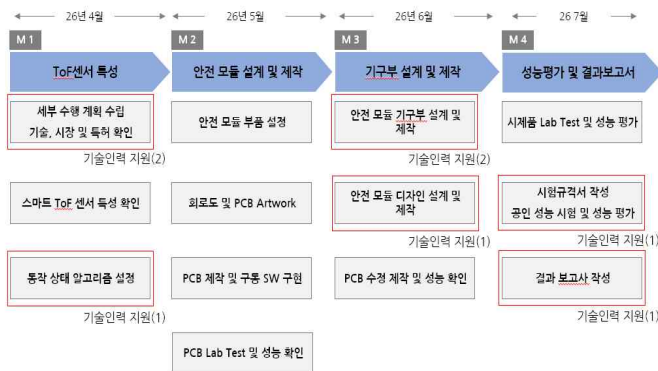 26년 4월
26년 5월
26년 6월
26 7월
M 1
M 2
M 3
M 4
ToF센서 특성
안전 모듈 설계 및 제작
기구부 설계 및 제작
성능평가 및 결과보고서
세부 수행 계획 수립
기술, 시장 및 특허 확인
기술인력 지원(2)
안전 모듈 부품 설정
안전 모듈 기구부 설계 및
제작
기술인력 지원(2)
시제품 Lab Test 및 성능 평가
스마트 ToF 센서 특성 확인
회로도 및 PCB Artwork
안전 모듈 디자인 설계 및
제작
기술인력 지원(1)
시험규격서 작성
공인 성능 시험 및 성능 평가
기술인력 지원(1)
동작 상태 알고리즘 설정
기술인력 지원(1)
PCB 제작 및 구동 SW 구현
PCB 수정 제작 및 성능 확인
결과 보고사 작성
기술인력 지원(1)
PCB Lab Test 및 성능 확인